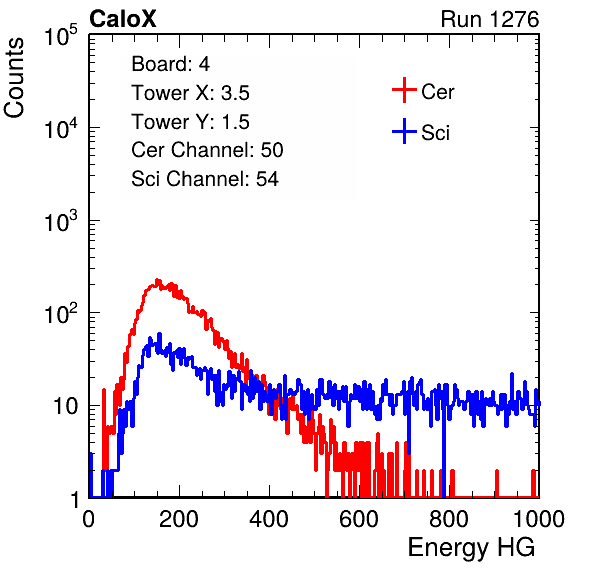 CaloX Run 1276
Counts
Board: 4
Tower X: 3.5
Tower Y: 1.5
Cer Channel: 50
Sci Channel: 54
Cer
Sci
10^5
10^4
10^3
10^2
10
1
0 200 400 600 800 1000
Energy HG